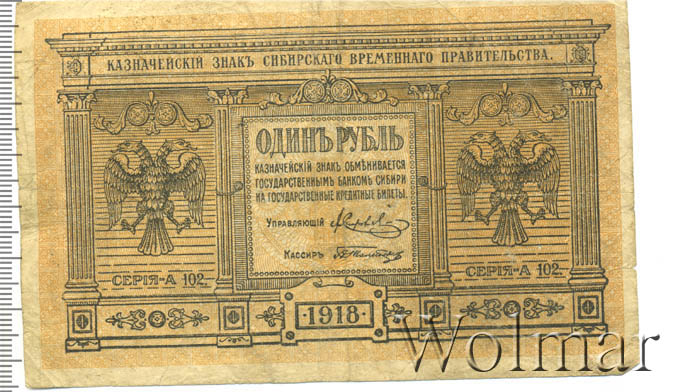 КАЗНАЧЕЙСКІЙ ЗНАКЪ СИБИРСКАГО ВРЕМЕННАГО ПРАВИТЕЛЬСТВА.
ОДИНЪ РУБЛЬ
КАЗНАЧЕЙСКІЙ ЗНАКЪ ОБМѢНИВАЕТСЯ
ГОСУДАРСТВЕННЫМЪ БАНКОМЪ СИБИРИ
НА ГОСУДАРСТВЕННЫЕ КРЕДИТНЫЕ БИЛЕТЫ.
УПРАВЛЯЮЩІЙ
КАССИРЪ
СЕРІЯ-А 102.
СЕРІЯ-А 102.
1918
Wolmar